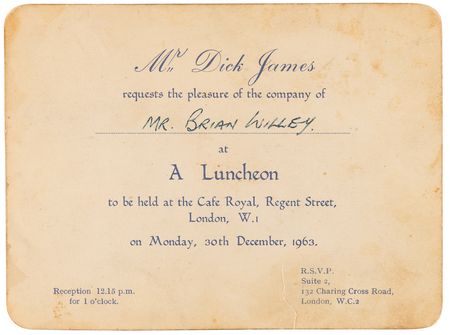 Mr Dick James
requests the pleasure of the company of
MR. BRIAN WILLEY.
at
A Luncheon
to be held at the Cafe Royal, Regent Street,
London, W.1
on Monday, 30th December, 1963.
Reception 12.15 p.m.
for 1 o'clock.
R.S.V.P.
Suite 2,
132 Charing Cross Road,
London, W.C.2